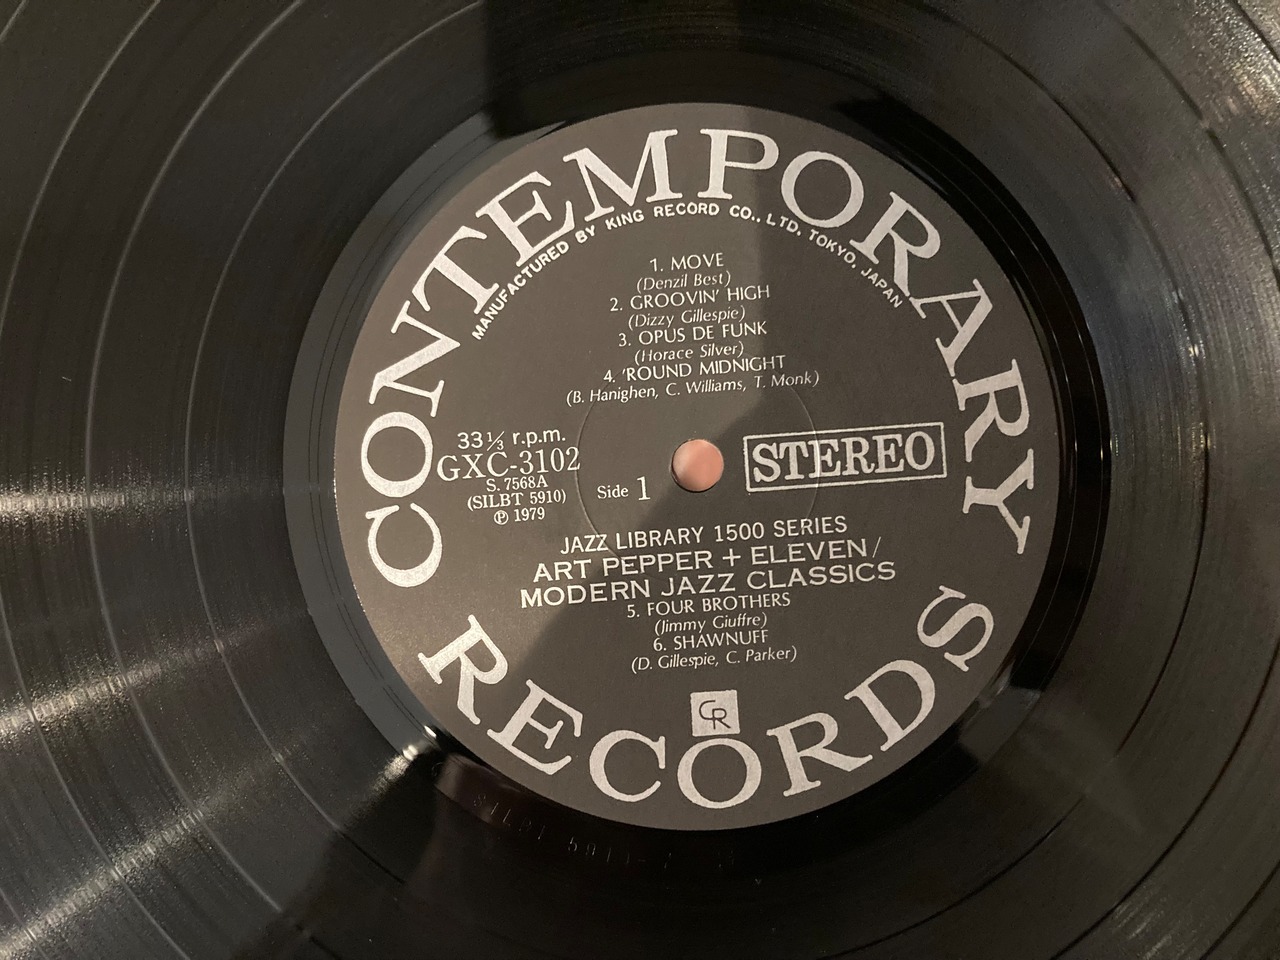 CONTEMPORARY
MANUFACTURED BY KING RECORD CO., LTD. TOKYO, JAPAN
1. MOVE
(Denzil Best)
2. GROOVIN' HIGH
(Dizzy Gillespie)
3. OPUS DE FUNK
(Horace Silver)
4. 'ROUND MIDNIGHT
(B. Hanighen, C. Williams, T. Monk)
33 1/3 r.p.m.
GXC-3102
S. 7568A
(SILBT 5910)
℗ 1979
Side 1
STEREO
JAZZ LIBRARY 1500 SERIES
ART PEPPER + ELEVEN/
MODERN JAZZ CLASSICS
5. FOUR BROTHERS
(Jimmy Giuffre)
6. SHAWNUFF
(D. Gillespie, C. Parker)
CR
RECORDS